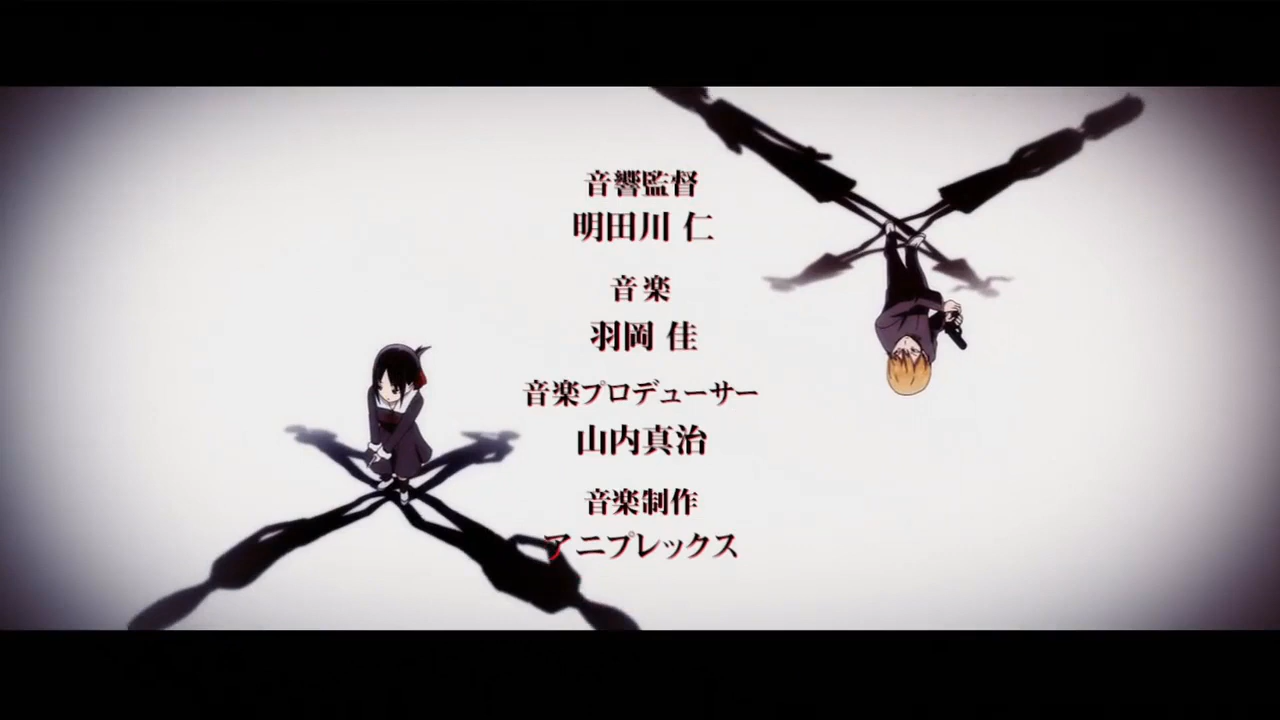 音響監督
明田川 仁
音楽
羽岡 佳
音楽プロデューサー
山内真治
音楽制作
アニプレックス